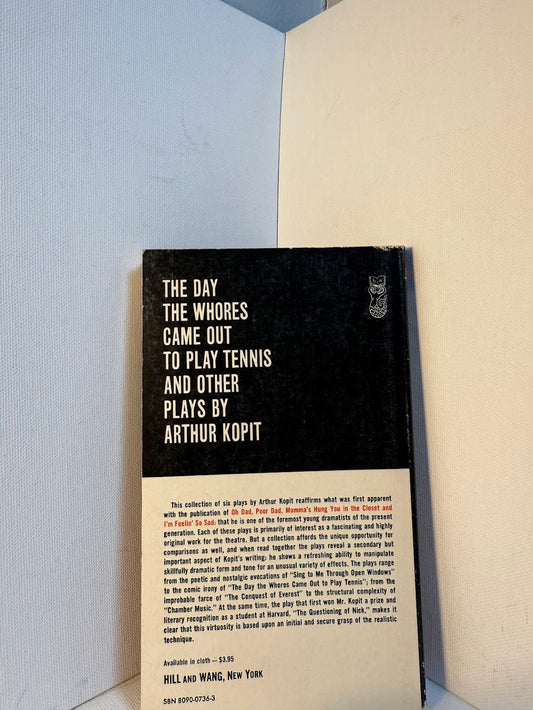 THE DAY
THE WHORES
CAME OUT
TO PLAY TENNIS
AND OTHER
PLAYS BY
ARTHUR KOPIT
This collection of six plays by Arthur Kopit reaffirms what was first apparent
with the publication of Oh Dad, Poor Dad, Mamma's Hung You in the Closet and
I'm Feelin' So Sad: that he is one of the foremost young dramatists of the present
generation. Each of these plays is primarily of interest as a fascinating and highly
original work for the theatre. But a collection affords the unique opportunity for
comparisons as well, and when read together the plays reveal a secondary but
important aspect of Kopit's writing: he shows a refreshing ability to manipulate
skillfully dramatic form and tone for an unusual variety of effects. The plays range
from the poetic and nostalgic evocations of "Sing to Me Through Open Windows"
to the comic irony of "The Day the Whores Came Out to Play Tennis"; from the
improbable farce of "The Conquest of Everest" to the structural complexity of
"Chamber Music." At the same time, the play that first won Mr. Kopit a prize and
literary recognition as a student at Harvard, "The Questioning of Nick," makes it
clear that this virtuosity is based upon an initial and secure grasp of the realistic
technique.
Available in cloth — $3.95
HILL AND WANG, NEW YORK
SBN 8090-0736-3